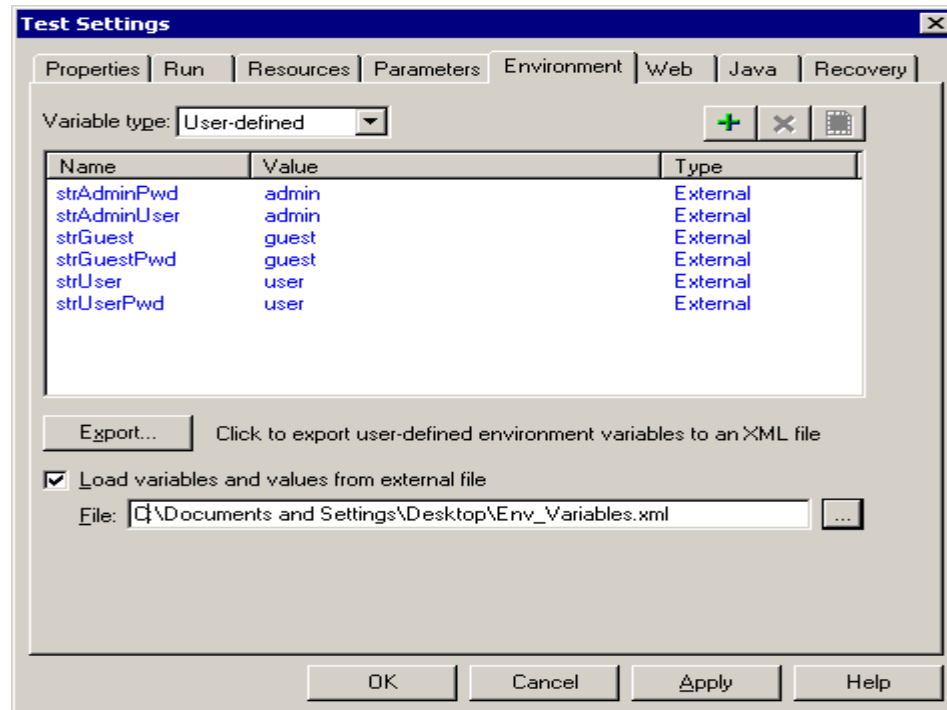 Test Settings
Properties Run Resources Parameters Environment Web Java Recovery
Variable type: User-defined
Name Value Type
strAdminPwd admin External
strAdminUser admin External
strGuest guest External
strGuestPwd guest External
strUser user External
strUserPwd user External
Export... Click to export user-defined environment variables to an XML file
Load variables and values from external file
File: C:\Documents and Settings\Desktop\Env_Variables.xml ...
OK Cancel Apply Help